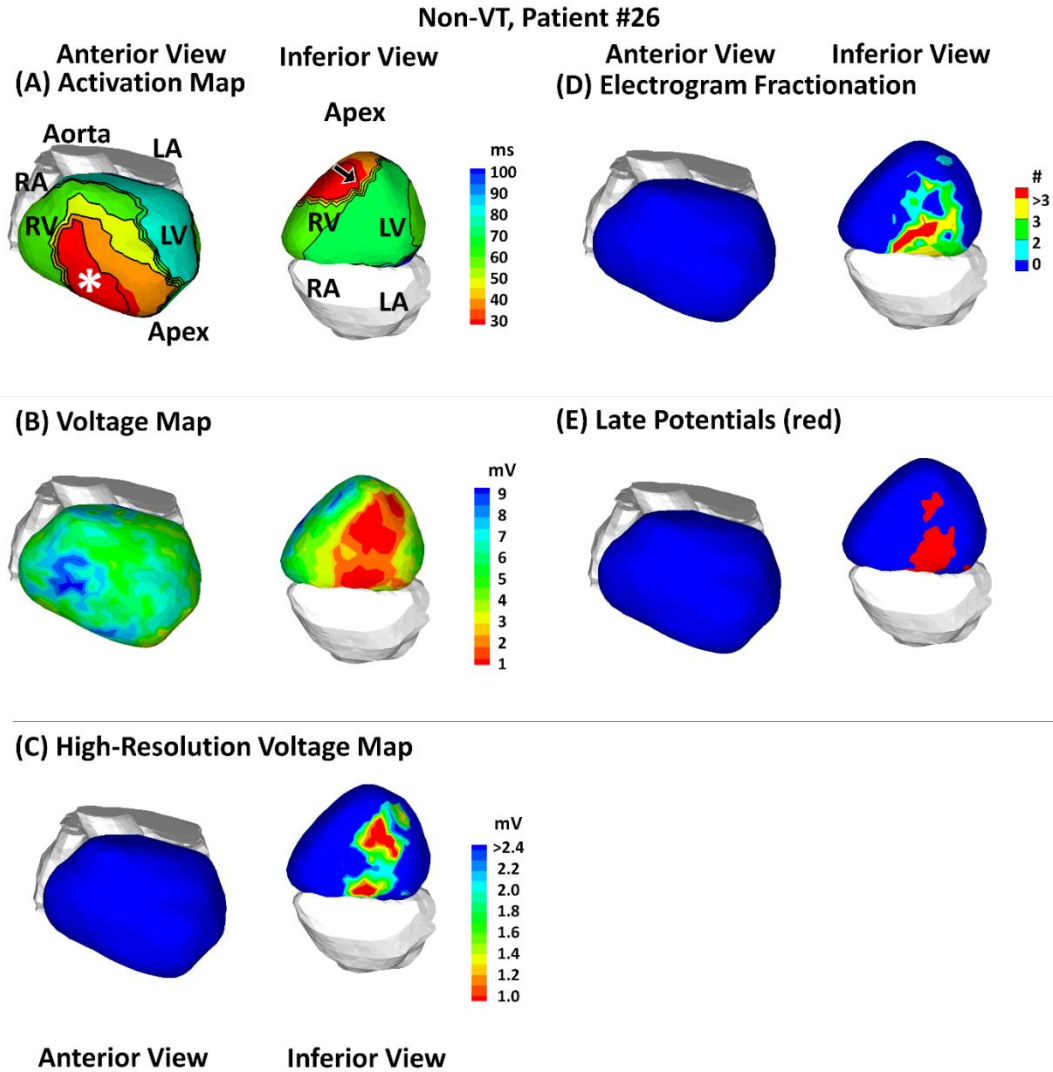 Non-VT, Patient #26
Anterior View
Inferior View
(A) Activation Map
Apex
Aorta
LA
RA
RV
LV
*
Apex
RV
LV
RA
LA
ms
100
90
80
70
60
50
40
30
Anterior View
Inferior View
(D) Electrogram Fractionation
#
>3
3
2
0
(B) Voltage Map
mV
9
8
7
6
5
4
3
2
1
(E) Late Potentials (red)
(C) High-Resolution Voltage Map
mV
>2.4
2.2
2.0
1.8
1.4
1.2
1.0
Anterior View
Inferior View